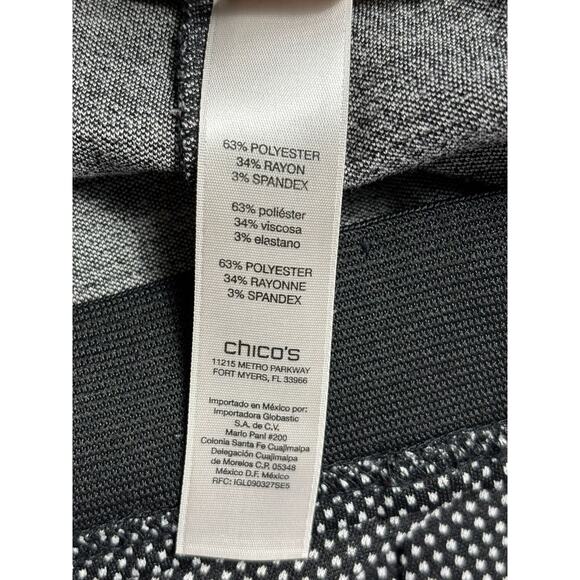 63% POLYESTER
34% RAYON
3% SPANDEX
63% poliéster
34% viscosa
3% elastano
63% POLYESTER
34% RAYONNE
3% SPANDEX
chico's
11215 METRO PARKWAY
FORT MYERS, FL 33966
Importado en México por:
Importadora Globastic
S.A. de C.V.
Mario Pani #200
Colonia Santa Fe Cuajimalpa
Delegación Cuajimalpa
de Morelos C.P. 05348
México D.F. México
RFC: IGL090327SE5